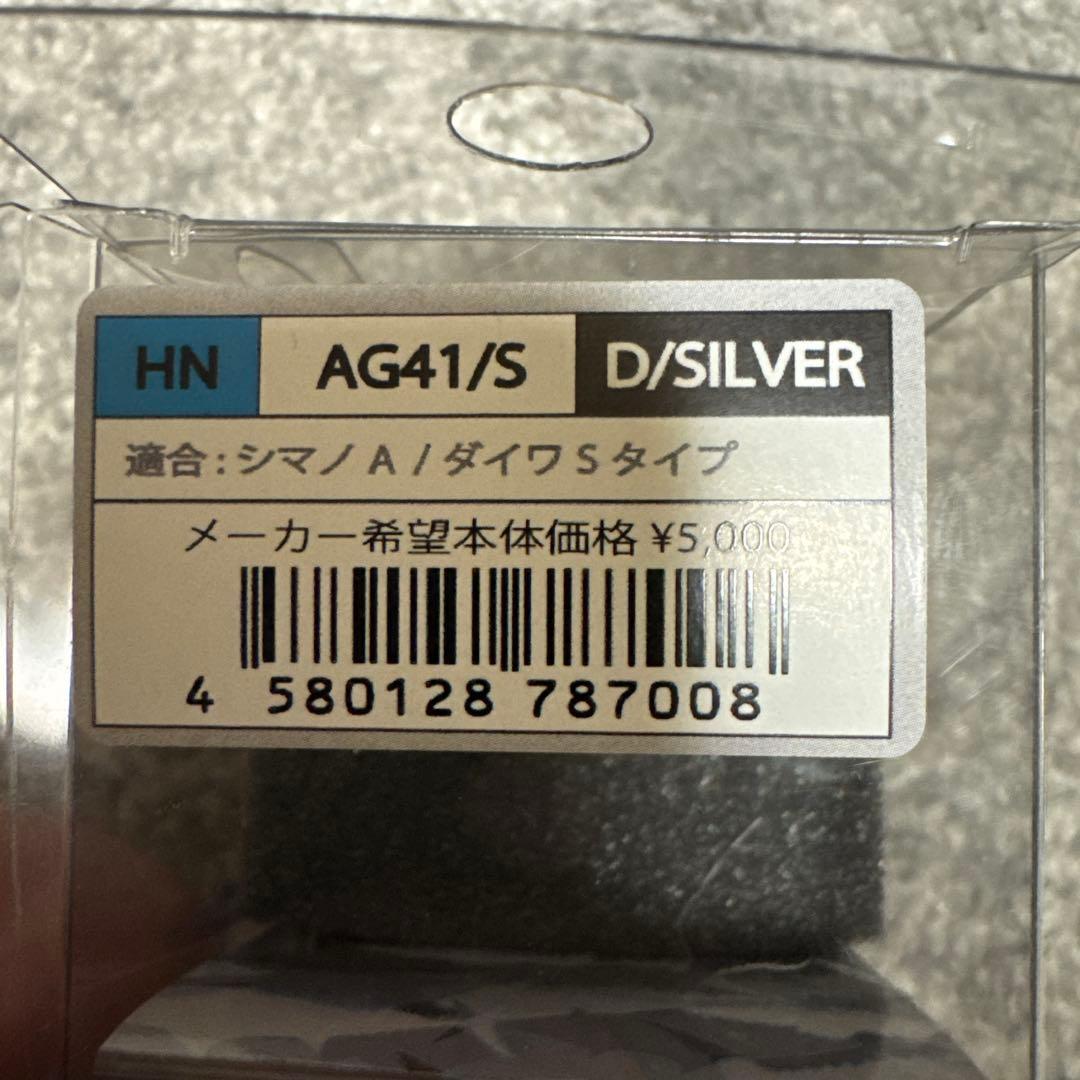 HN AG41/S D/SILVER
適合:シマノ A /ダイワ S タイプ
メーカー希望本体価格 ¥5,000
4 580128 787008